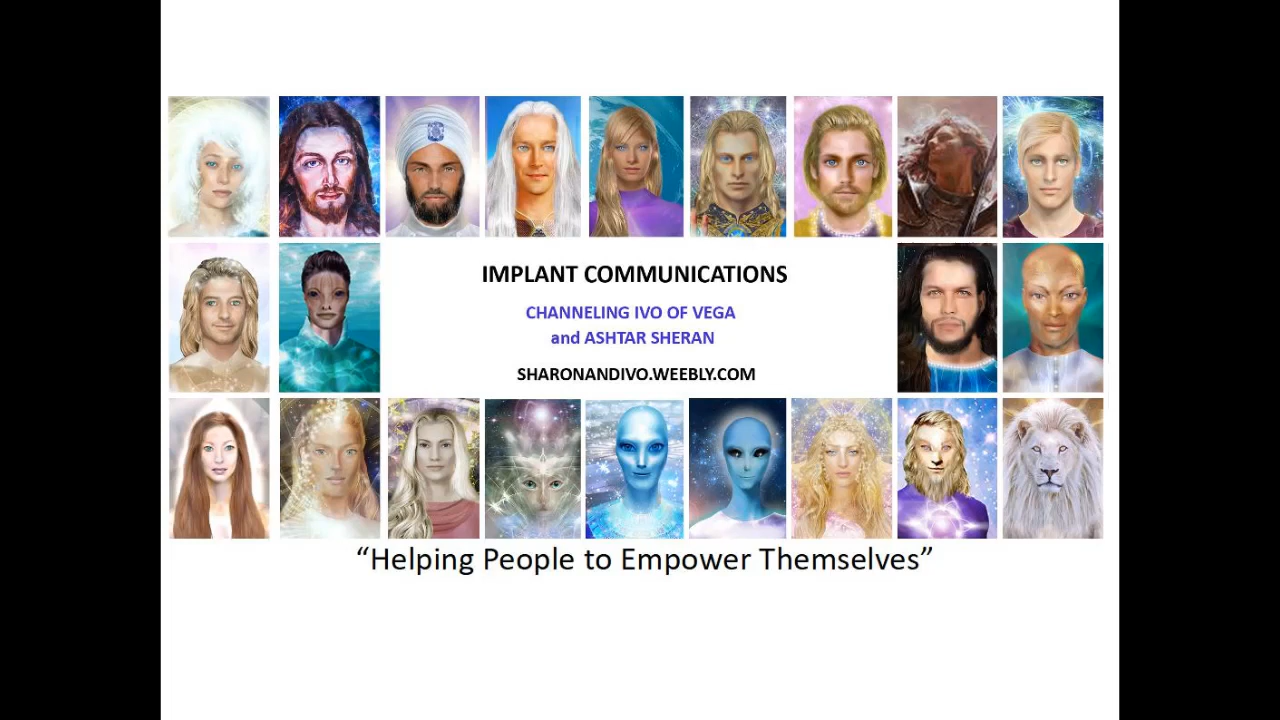 IMPLANT COMMUNICATIONS
CHANNELING IVO OF VEGA
and ASHTAR SHERAN
SHARONANDIVO.WEEBLY.COM
“Helping People to Empower Themselves”